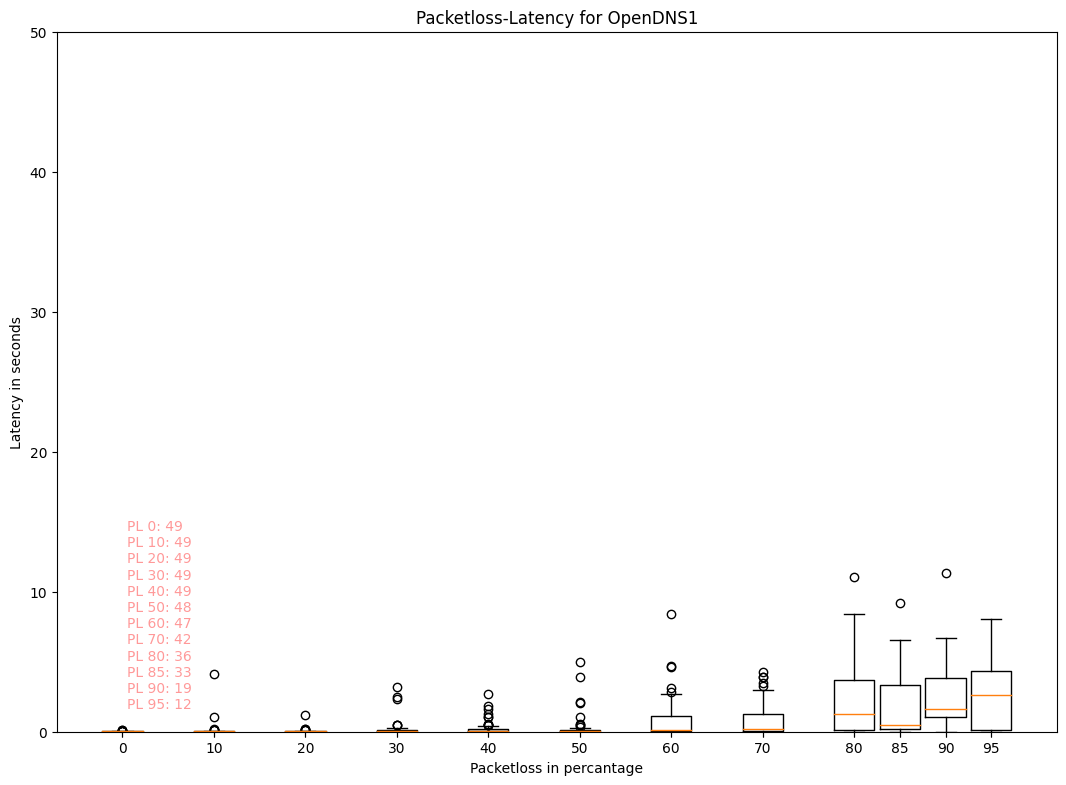 Packetloss-Latency for OpenDNS1
50
40
30
20
10
0
Latency in seconds
PL 0: 49
PL 10: 49
PL 20: 49
PL 30: 49
PL 40: 49
PL 50: 48
PL 60: 47
PL 70: 42
PL 80: 36
PL 85: 33
PL 90: 19
PL 95: 12
0 10 20 30 40 50 60 70 80 85 90 95
Packetloss in percantage